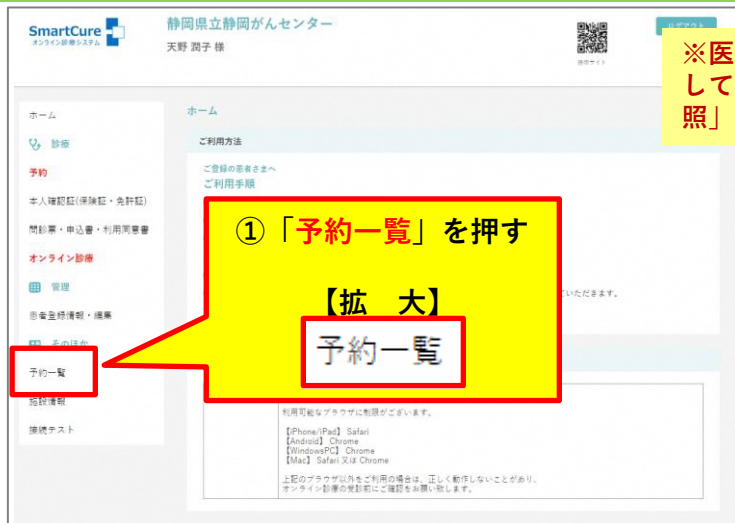 SmartCure
オンライン診療システム
静岡県立静岡がんセンター
天野 潤子 様
携帯サイト
ログアウト
※医
して
照」
ホーム
診療
予約
本人確認証(保険証・免許証)
問診票・申込書・利用同意書
オンライン診療
管理
患者登録情報・編集
そのほか
予約一覧
施設情報
接続テスト
ホーム
ご利用方法
ご登録の患者さまへ
ご利用手順
①「予約一覧」を押す
【拡 大】
予約一覧
ていただきます。
利用可能なブラウザに制限がございます。
【iPhone/iPad】 Safari
【Android】 Chrome
【WindowsPC】 Chrome
【Mac】 Safari 又は Chrome
上記のブラウザ以外をご利用の場合は、正しく動作しないことがあり、
オンライン診療の受診前にご確認をお願い致します。